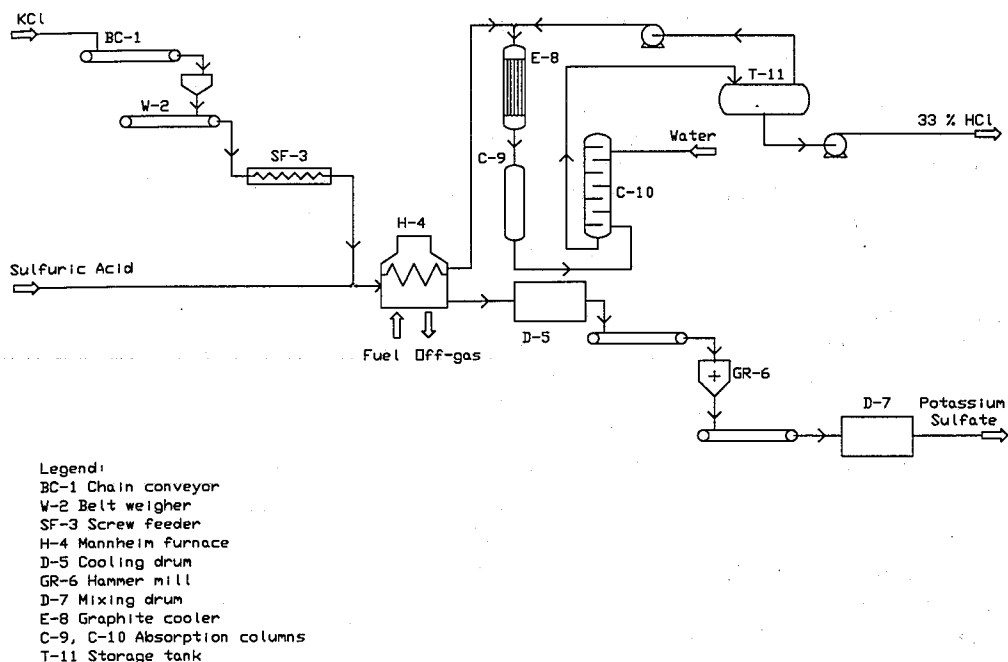 KCl
BC-1
W-2
SF-3
Sulfuric Acid
H-4
Fuel Off-gas
E-8
C-9
C-10
Water
T-11
33 % HCl
D-5
GR-6
D-7
Potassium
Sulfate
Legend:
BC-1 Chain conveyor
W-2 Belt weigher
SF-3 Screw feeder
H-4 Mannheim furnace
D-5 Cooling drum
GR-6 Hammer mill
D-7 Mixing drum
E-8 Graphite cooler
C-9, C-10 Absorption columns
T-11 Storage tank